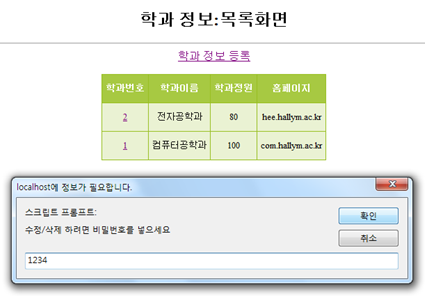 학과 정보:목록화면
학과 정보 등록
학과번호 학과이름 학과정원 홈페이지
2 전자공학과 80 hee.hallym.ac.kr
1 컴퓨터공학과 100 com.hallym.ac.kr
localhost에 정보가 필요합니다.
스크립트 프롬프트:
확인
수정/삭제 하려면 비밀번호를 넣으세요
취소
1234